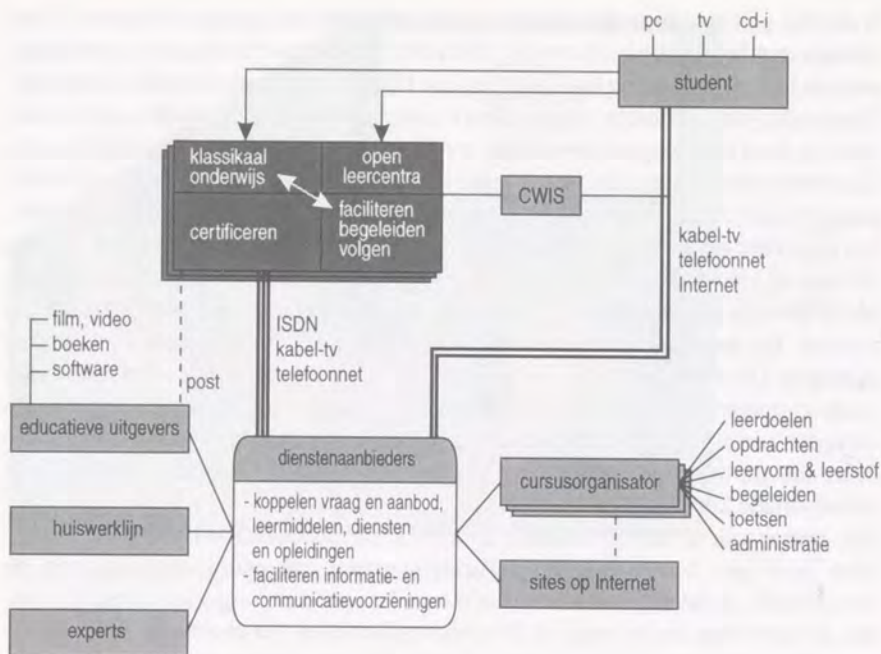 pc
tv
cd-i
student
klassikaal
onderwijs
open
leercentra
certificeren
faciliteren
begeleiden
volgen
CWIS
kabel-tv
telefoonnet
Internet
ISDN
kabel-tv
telefoonnet
film, video
boeken
software
post
educatieve uitgevers
huiswerklijn
experts
dienstenaanbieders
- koppelen vraag en aanbod,
leermiddelen, diensten
en opleidingen
- faciliteren informatie- en
communicatievoorzieningen
cursusorganisator
leerdoelen
opdrachten
leervorm & leerstof
begeleiden
toetsen
administratie
sites op Internet